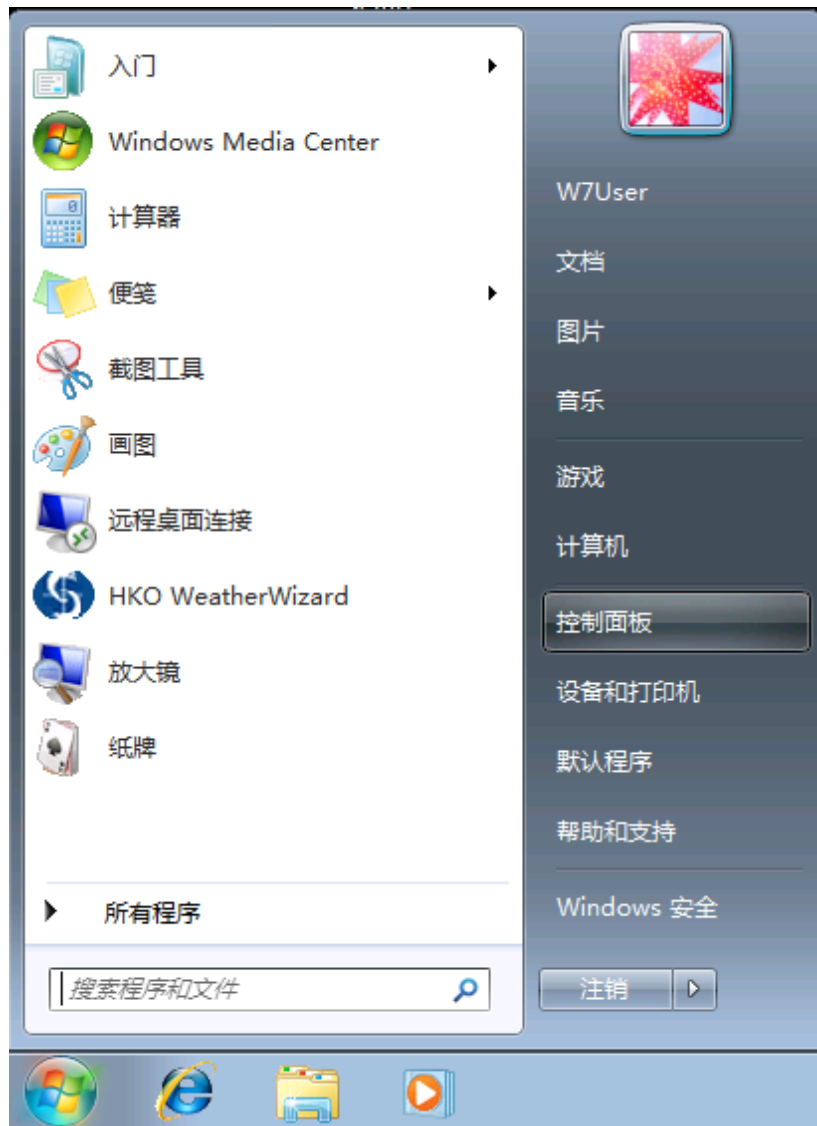 入门
Windows Media Center
计算器
便笺
截图工具
画图
远程桌面连接
HKO WeatherWizard
放大镜
纸牌
所有程序
搜索程序和文件
W7User
文档
图片
音乐
游戏
计算机
控制面板
设备和打印机
默认程序
帮助和支持
Windows 安全
注销